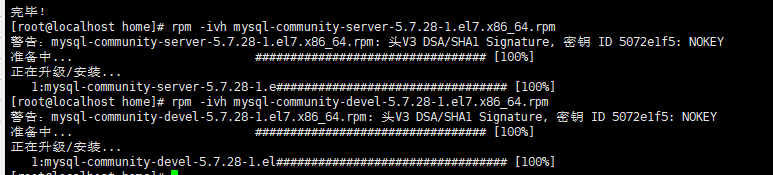 完毕！
[root@localhost home]# rpm -ivh mysql-community-server-5.7.28-1.el7.x86_64.rpm
警告：mysql-community-server-5.7.28-1.el7.x86_64.rpm: 头V3 DSA/SHA1 Signature, 密钥 ID 5072e1f5: NOKEY
准备中... ################################# [100%]
正在升级/安装...
1:mysql-community-server-5.7.28-1.e################################# [100%]
[root@localhost home]# rpm -ivh mysql-community-devel-5.7.28-1.el7.x86_64.rpm
警告：mysql-community-devel-5.7.28-1.el7.x86_64.rpm: 头V3 DSA/SHA1 Signature, 密钥 ID 5072e1f5: NOKEY
准备中... ################################# [100%]
正在升级/安装...
1:mysql-community-devel-5.7.28-1.el################################# [100%]
[root@localhost home]#